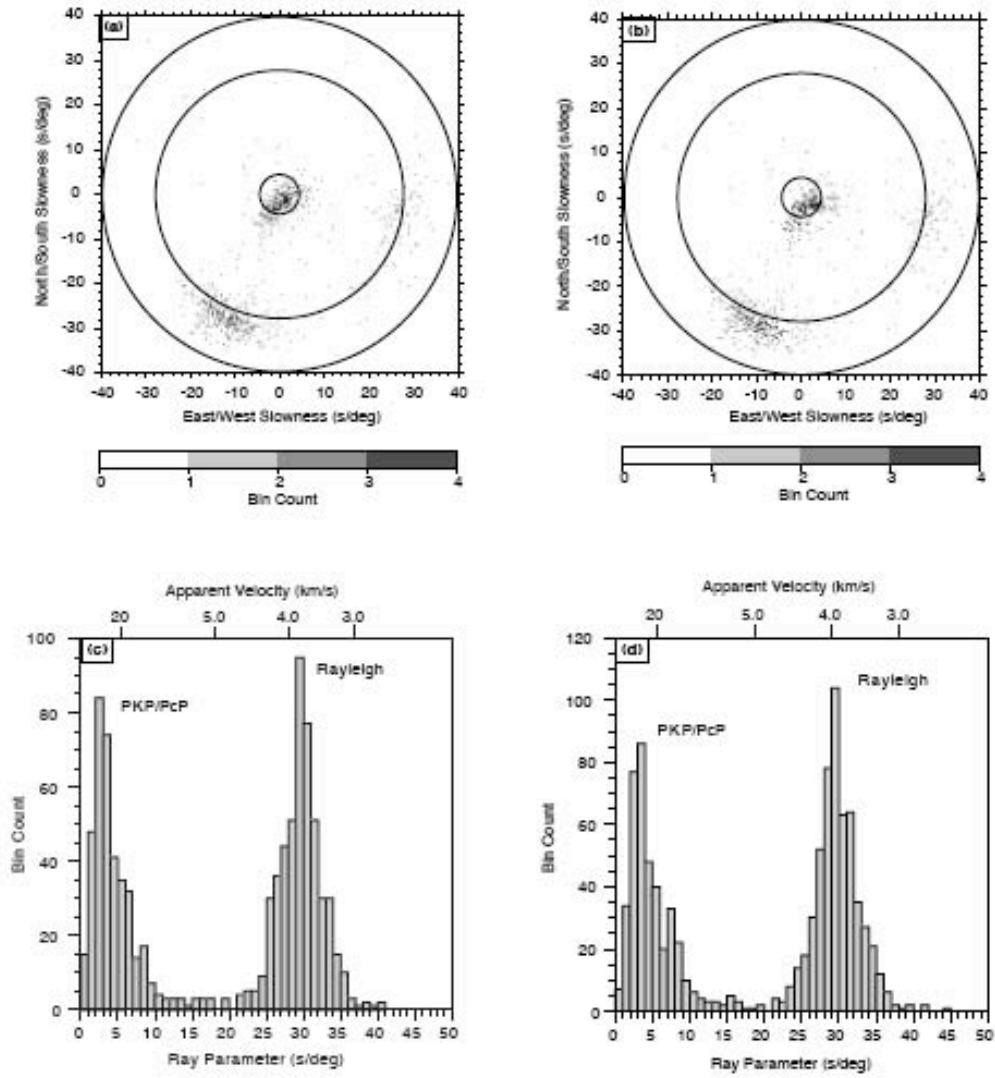 (a)
40
30
20
10
0
-10
-20
-30
-40
North/South Slowness (s/deg)
-40 -30 -20 -10 0 10 20 30 40
East/West Slowness (s/deg)
0 1 2 3 4
Bin Count
(b)
40
30
20
10
0
-10
-20
-30
-40
North/South Slowness (s/deg)
-40 -30 -20 -10 0 10 20 30 40
East/West Slowness (s/deg)
0 1 2 3 4
Bin Count
Apparent Velocity (km/s)
20 5.0 4.0 3.0
(c)
PKP/PcP
Rayleigh
100
80
60
40
20
0
Bin Count
0 5 10 15 20 25 30 35 40 45 50
Ray Parameter (s/deg)
Apparent Velocity (km/s)
20 5.0 4.0 3.0
(d)
PKP/PcP
Rayleigh
120
100
80
60
40
20
0
Bin Count
0 5 10 15 20 25 30 35 40 45 50
Ray Parameter (s/deg)